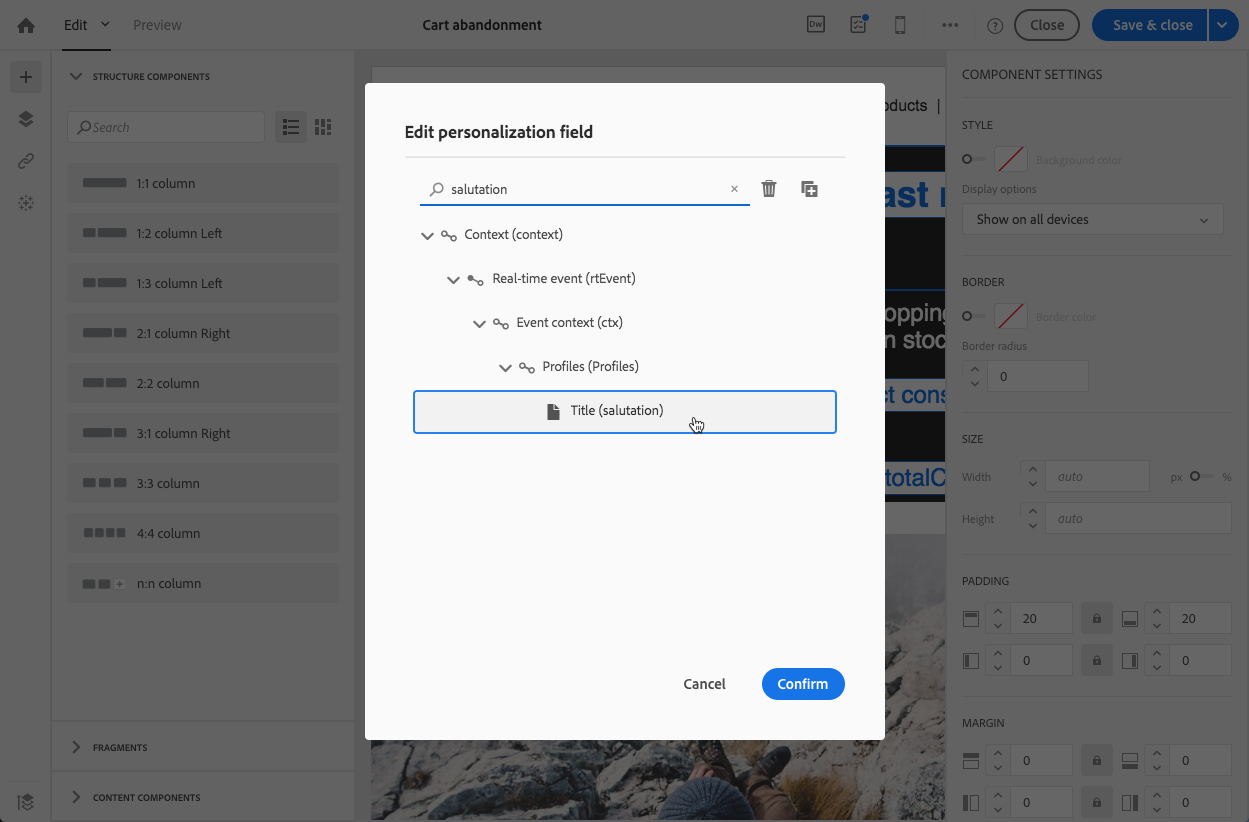 Edit
Preview
Cart abandonment
Dw
?
Close
Save & close
STRUCTURE COMPONENTS
Search
1:1 column
1:2 column Left
1:3 column Left
2:1 column Right
2:2 column
3:1 column Right
3:3 column
4:4 column
n:n column
FRAGMENTS
CONTENT COMPONENTS
oducts |
ast
opping
n stoc
ct cons
totalC
Edit personalization field
salutation
Context (context)
Real-time event (rtEvent)
Event context (ctx)
Profiles (Profiles)
Title (salutation)
Cancel
Confirm
COMPONENT SETTINGS
STYLE
Background color
Display options
Show on all devices
BORDER
Border color
Border radius
0
SIZE
Width
auto
px
%
Height
auto
PADDING
20
20
0
0
MARGIN
0
0
0
0